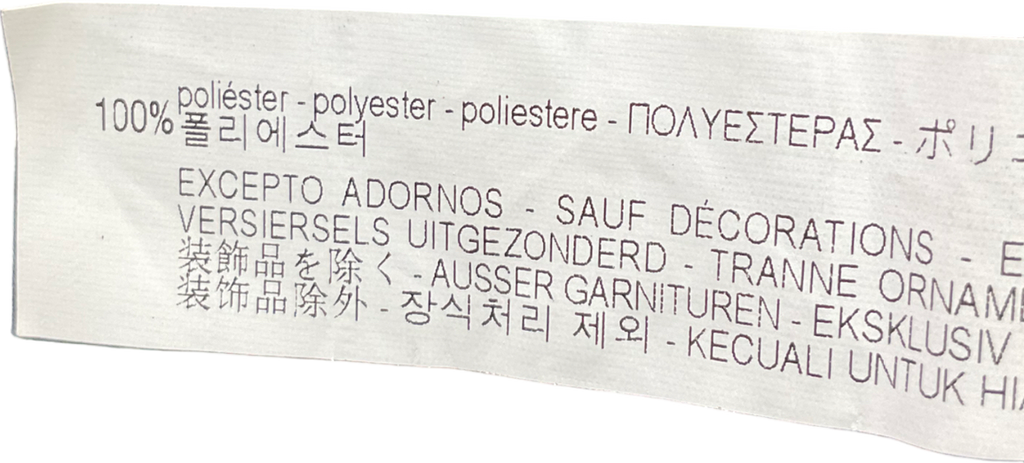 100% poliéster - polyester - poliestere - ΠΟΛΥΕΣΤΕΡΑΣ - ポリ
폴리에스터
EXCEPTO ADORNOS - SAUF DÉCORATIONS - E
VERSIERSELS UITGEZONDERD - TRANNE ORNAME
装飾品を除く - AUSSER GARNITUREN - EKSKLUSIV
装饰品除外 - 장식처리 제외 - KECUALI UNTUK HIA